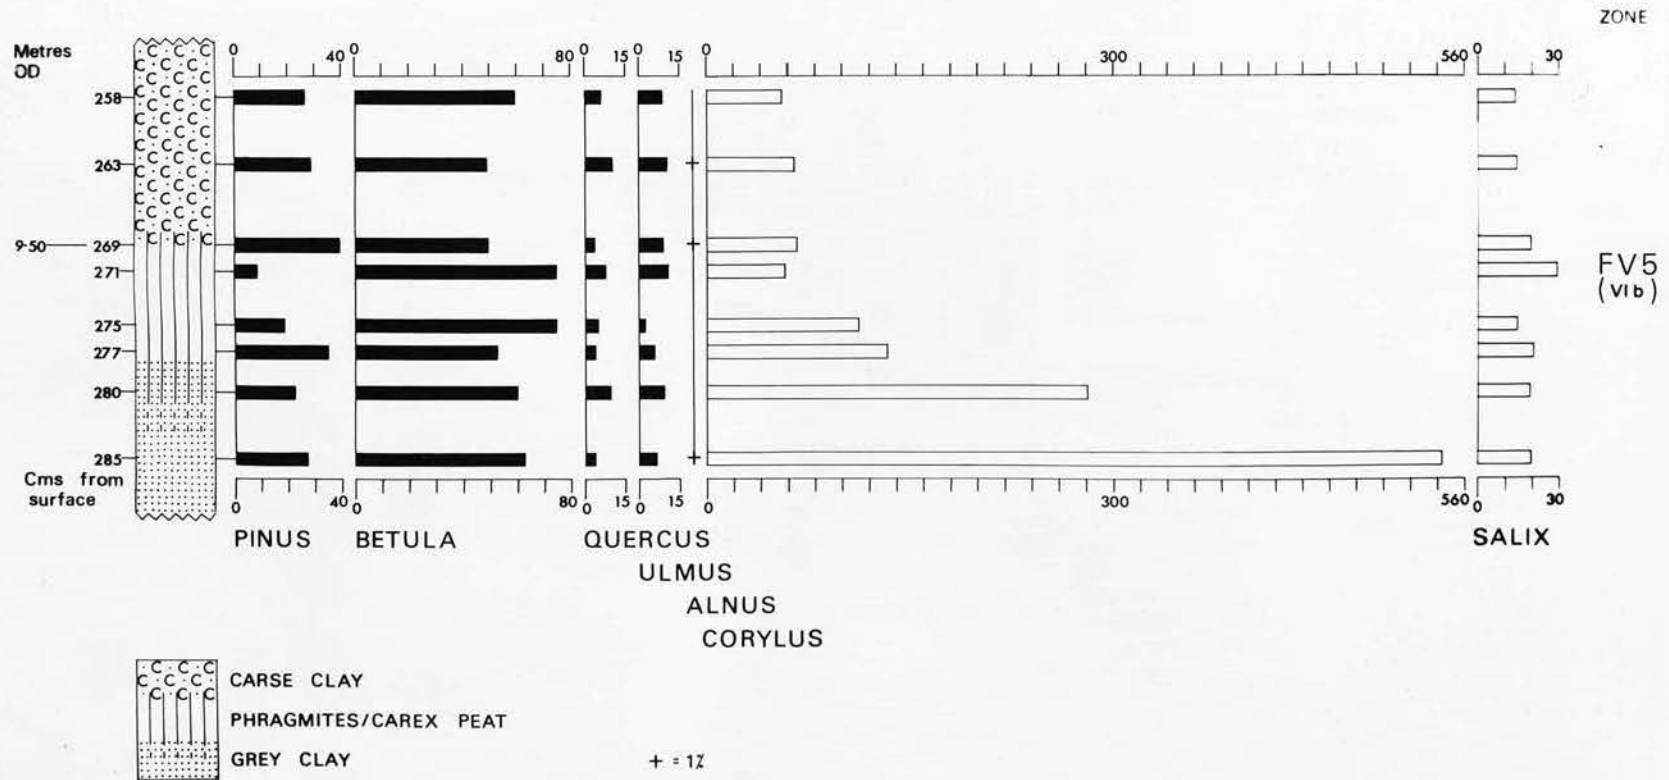 ZONE
Metres OD
0 40 0 80 0 15 0 15 0 300 560 0 30
258
263
9·50 269
271
275
277
280
285
Cms from surface
0 40 0 80 0 15 0 15 0 300 560 0 30
FV5
(VIb)
PINUS BETULA QUERCUS SALIX
ULMUS
ALNUS
CORYLUS
CARSE CLAY
PHRAGMITES/CAREX PEAT
GREY CLAY
+ = 1%